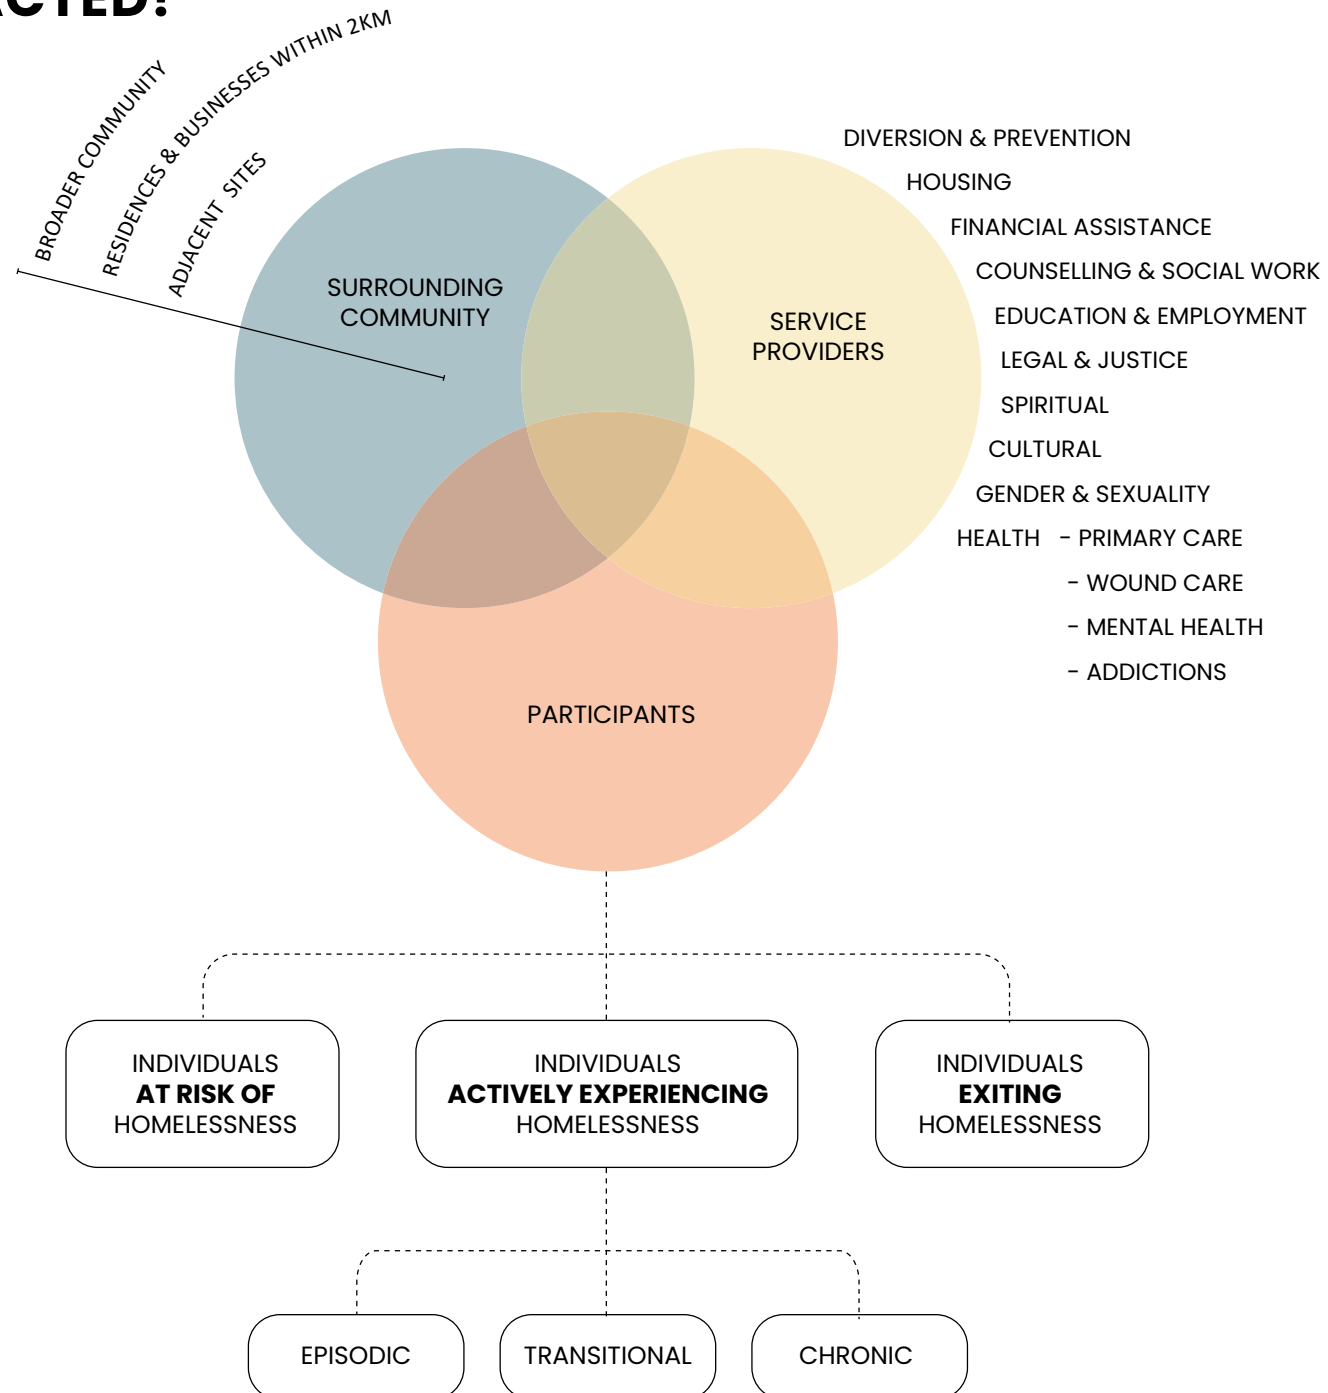 BROADER COMMUNITY
RESIDENCES & BUSINESSES WITHIN 2KM
ADJACENT SITES
SURROUNDING
COMMUNITY
SERVICE
PROVIDERS
DIVERSION & PREVENTION
HOUSING
FINANCIAL ASSISTANCE
COUNSELLING & SOCIAL WORK
EDUCATION & EMPLOYMENT
LEGAL & JUSTICE
SPIRITUAL
CULTURAL
GENDER & SEXUALITY
HEALTH - PRIMARY CARE
- WOUND CARE
- MENTAL HEALTH
- ADDICTIONS
PARTICIPANTS
INDIVIDUALS
AT RISK OF
HOMELESSNESS
INDIVIDUALS
ACTIVELY EXPERIENCING
HOMELESSNESS
INDIVIDUALS
EXITING
HOMELESSNESS
EPISODIC
TRANSITIONAL
CHRONIC